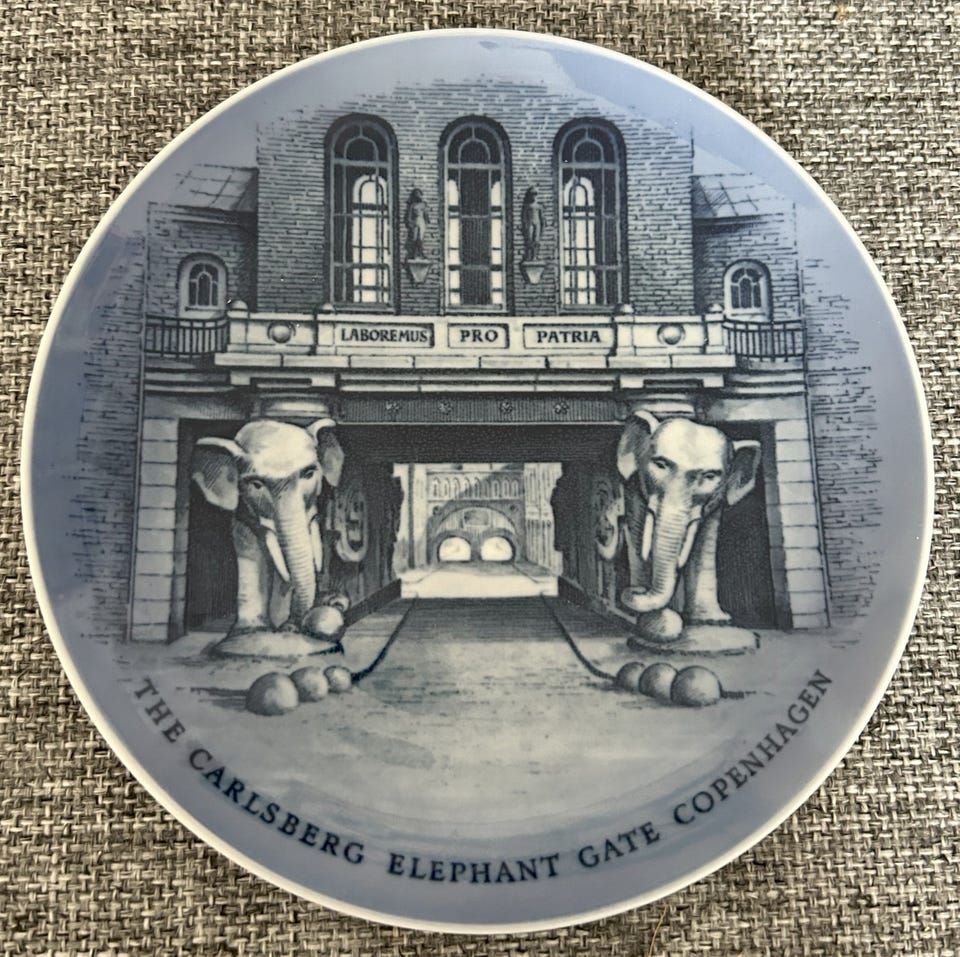 LABOREMUS PRO PATRIA
THE CARLSBERG ELEPHANT GATE COPENHAGEN